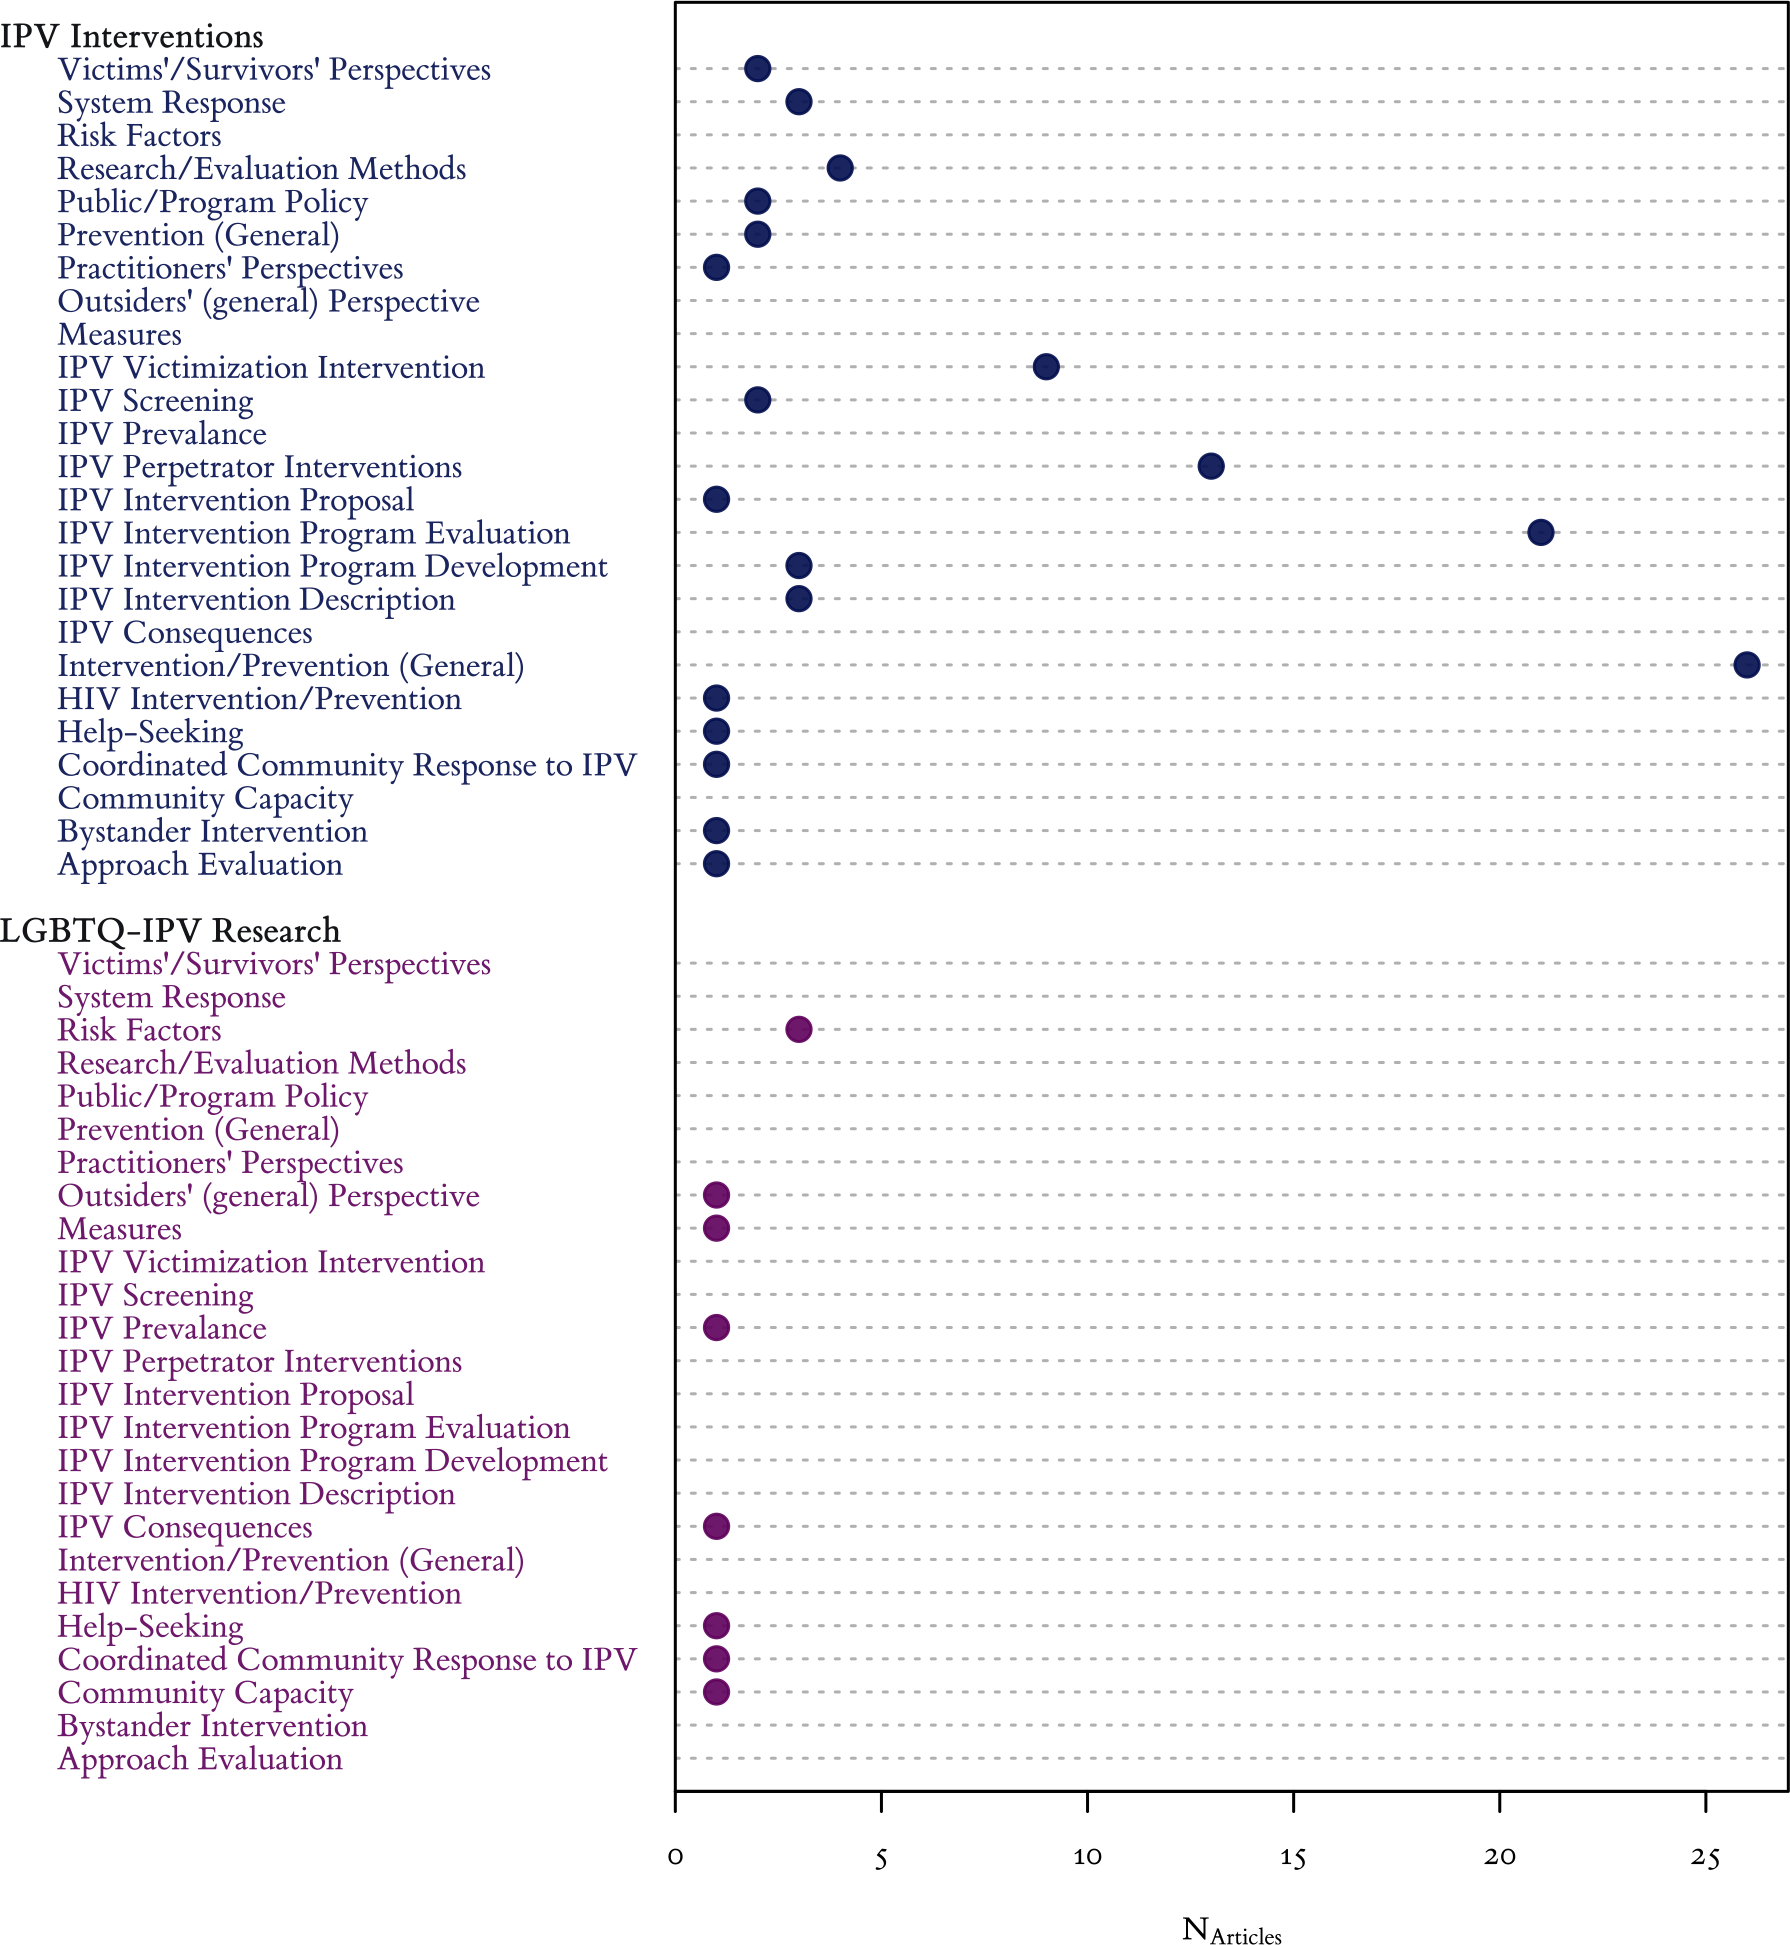 IPV Interventions
Victims'/Survivors' Perspectives
System Response
Risk Factors
Research/Evaluation Methods
Public/Program Policy
Prevention (General)
Practitioners' Perspectives
Outsiders' (general) Perspective
Measures
IPV Victimization Intervention
IPV Screening
IPV Prevalance
IPV Perpetrator Interventions
IPV Intervention Proposal
IPV Intervention Program Evaluation
IPV Intervention Program Development
IPV Intervention Description
IPV Consequences
Intervention/Prevention (General)
HIV Intervention/Prevention
Help-Seeking
Coordinated Community Response to IPV
Community Capacity
Bystander Intervention
Approach Evaluation
LGBTQ-IPV Research
Victims'/Survivors' Perspectives
System Response
Risk Factors
Research/Evaluation Methods
Public/Program Policy
Prevention (General)
Practitioners' Perspectives
Outsiders' (general) Perspective
Measures
IPV Victimization Intervention
IPV Screening
IPV Prevalance
IPV Perpetrator Interventions
IPV Intervention Proposal
IPV Intervention Program Evaluation
IPV Intervention Program Development
IPV Intervention Description
IPV Consequences
Intervention/Prevention (General)
HIV Intervention/Prevention
Help-Seeking
Coordinated Community Response to IPV
Community Capacity
Bystander Intervention
Approach Evaluation
0 5 10 15 20 25
N Articles